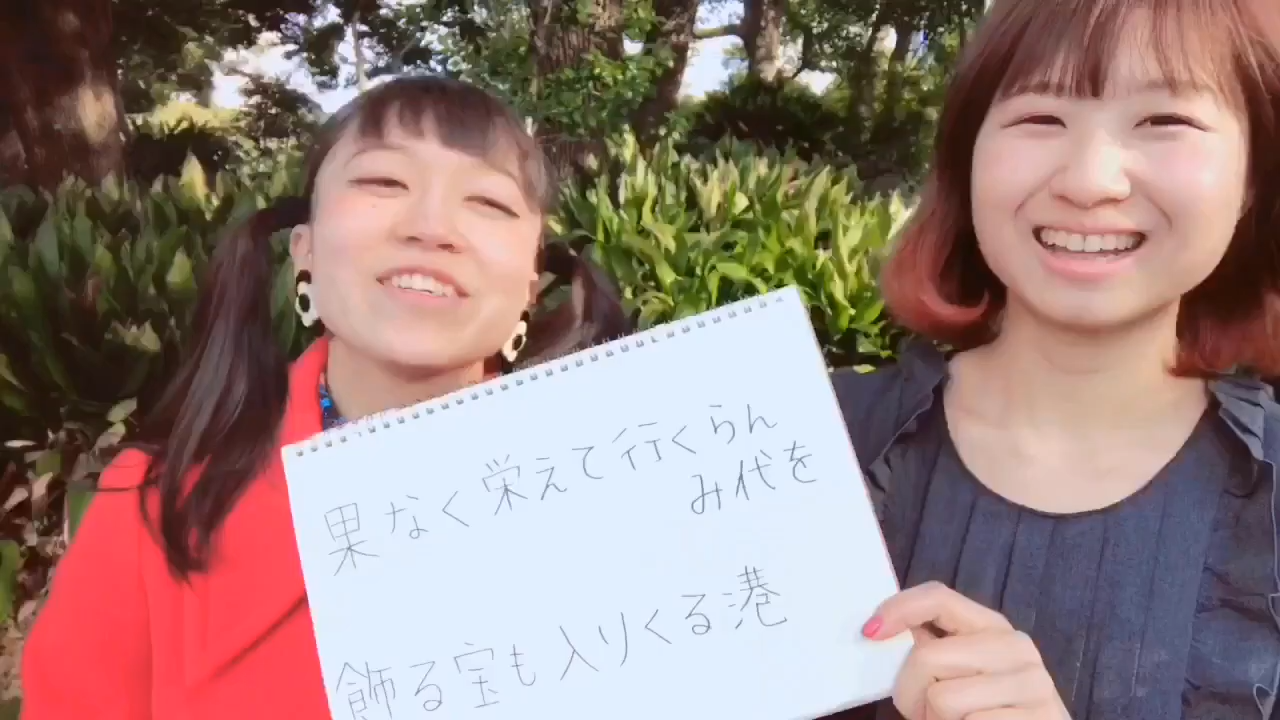 果なく栄えて行くらん
み代を
飾る宝も入りくる港